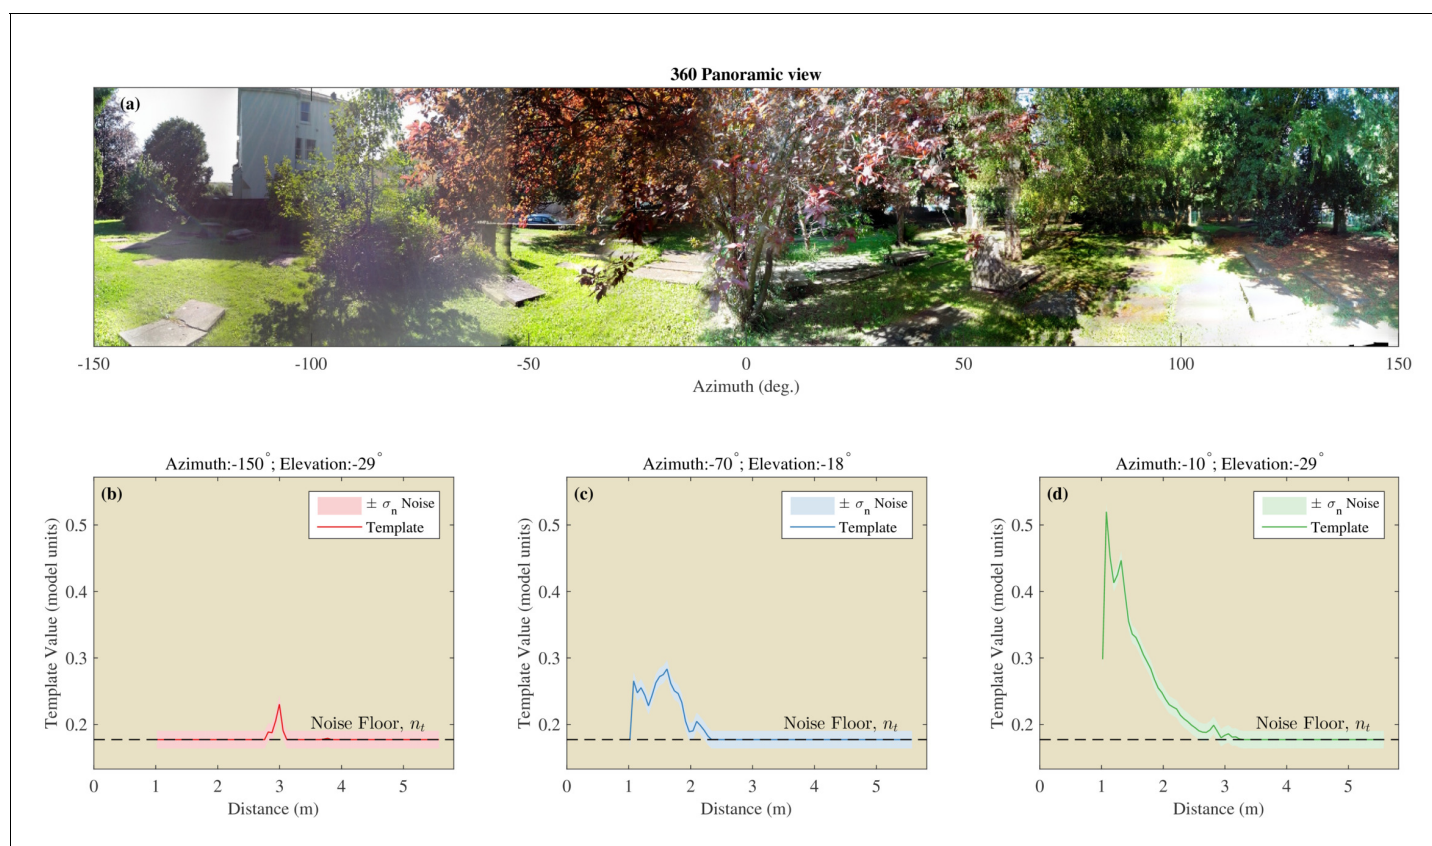 360 Panoramic view
(a)
-150 -100 -50 0 50 100 150
Azimuth (deg.)
Azimuth:-150°; Elevation:-29°
(b)
± σn Noise
Template
0.5
0.4
0.3
0.2
Template Value (model units)
Noise Floor, nt
0 1 2 3 4 5
Distance (m)
Azimuth:-70°; Elevation:-18°
(c)
± σn Noise
Template
0.5
0.4
0.3
0.2
Template Value (model units)
Noise Floor, nt
0 1 2 3 4 5
Distance (m)
Azimuth:-10°; Elevation:-29°
(d)
± σn Noise
Template
0.5
0.4
0.3
0.2
Template Value (model units)
Noise Floor, nt
0 1 2 3 4 5
Distance (m)